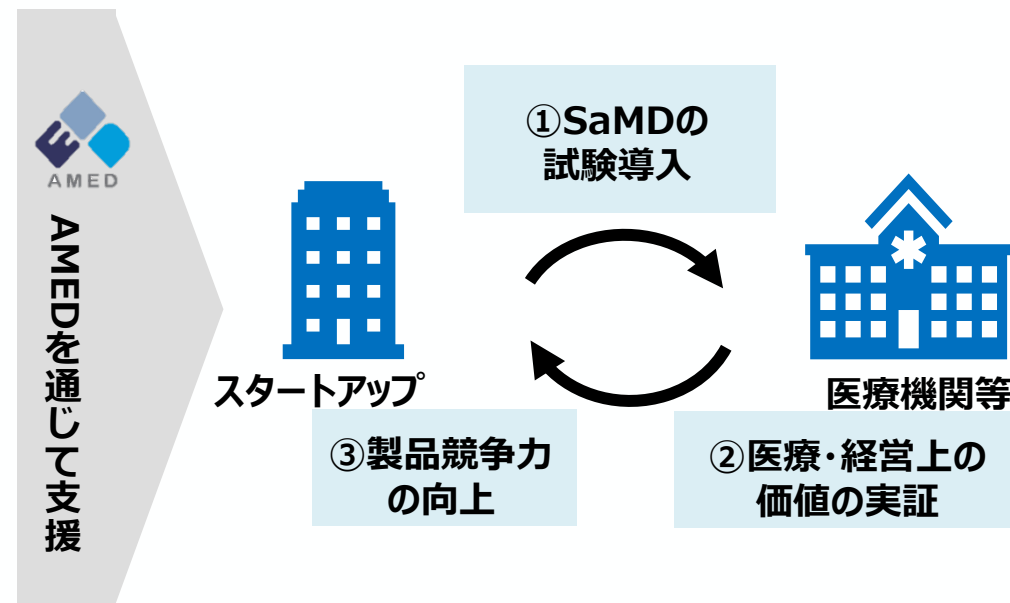 AMED
AMEDを通じて支援
①SaMDの
試験導入
スタートアップ
医療機関等
③製品競争力
の向上
②医療・経営上の
価値の実証